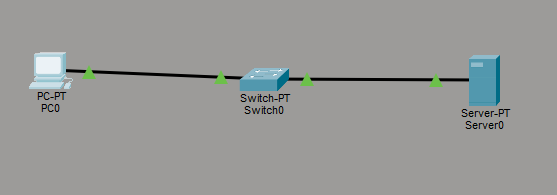 PC-PT
PC0
Switch-PT
Switch0
Server-PT
Server0